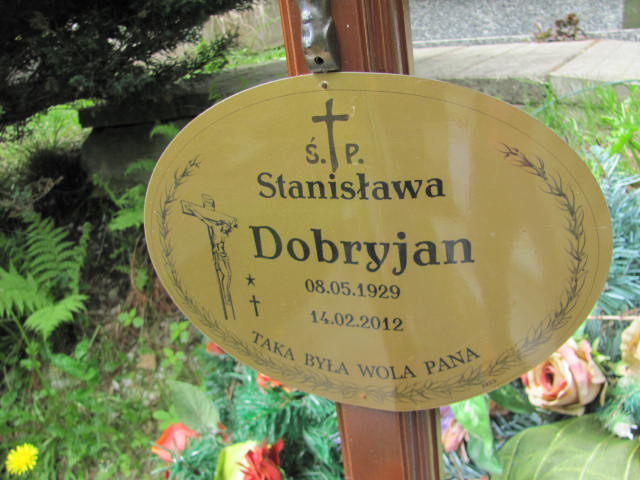 Ś. P.
Stanisława
Dobryjan
* 08.05.1929
† 14.02.2012
TAKA BYŁA WOLA PANA